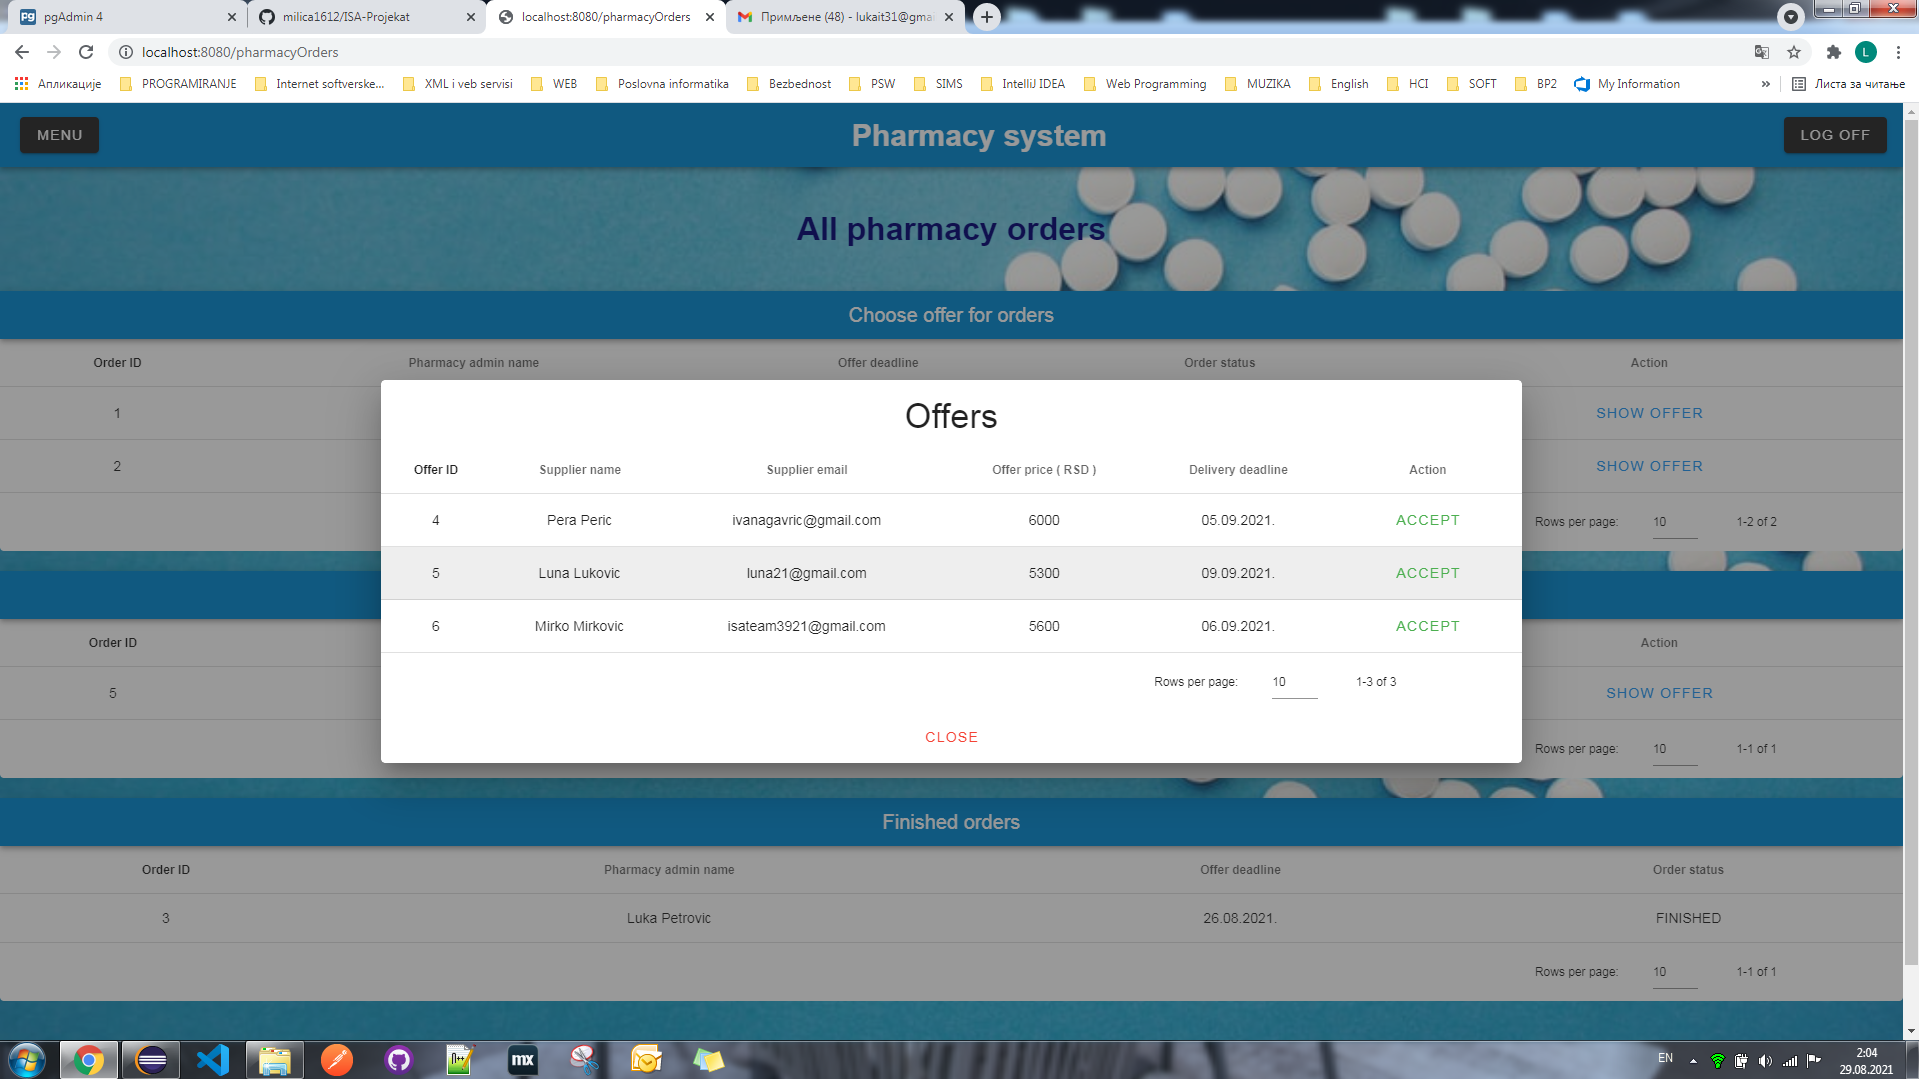 pgAdmin 4
milica1612/ISA-Projekat
localhost:8080/pharmacyOrders
Примљене (48) - lukait31@gmai
localhost:8080/pharmacyOrders
L
Апликације
PROGRAMIRANJE
Internet softverske...
XML i veb servisi
WEB
Poslovna informatika
Bezbednost
PSW
SIMS
IntelliJ IDEA
Web Programming
MUZIKA
English
HCI
SOFT
BP2
My Information
»
Листа за читање
MENU
Pharmacy system
LOG OFF
All pharmacy orders
Choose offer for orders
Order ID Pharmacy admin name Offer deadline Order status Action
1 SHOW OFFER
2 SHOW OFFER
Rows per page: 10 1-2 of 2
Offers
Offer ID Supplier name Supplier email Offer price ( RSD ) Delivery deadline Action
4 Pera Peric ivanagavric@gmail.com 6000 05.09.2021. ACCEPT
5 Luna Lukovic luna21@gmail.com 5300 09.09.2021. ACCEPT
6 Mirko Mirkovic isateam3921@gmail.com 5600 06.09.2021. ACCEPT
Rows per page: 10 1-3 of 3
CLOSE
Order ID Action
5 SHOW OFFER
Rows per page: 10 1-1 of 1
Finished orders
Order ID Pharmacy admin name Offer deadline Order status
3 Luka Petrovic 26.08.2021. FINISHED
Rows per page: 10 1-1 of 1
mx
EN
2:04
29.08.2021